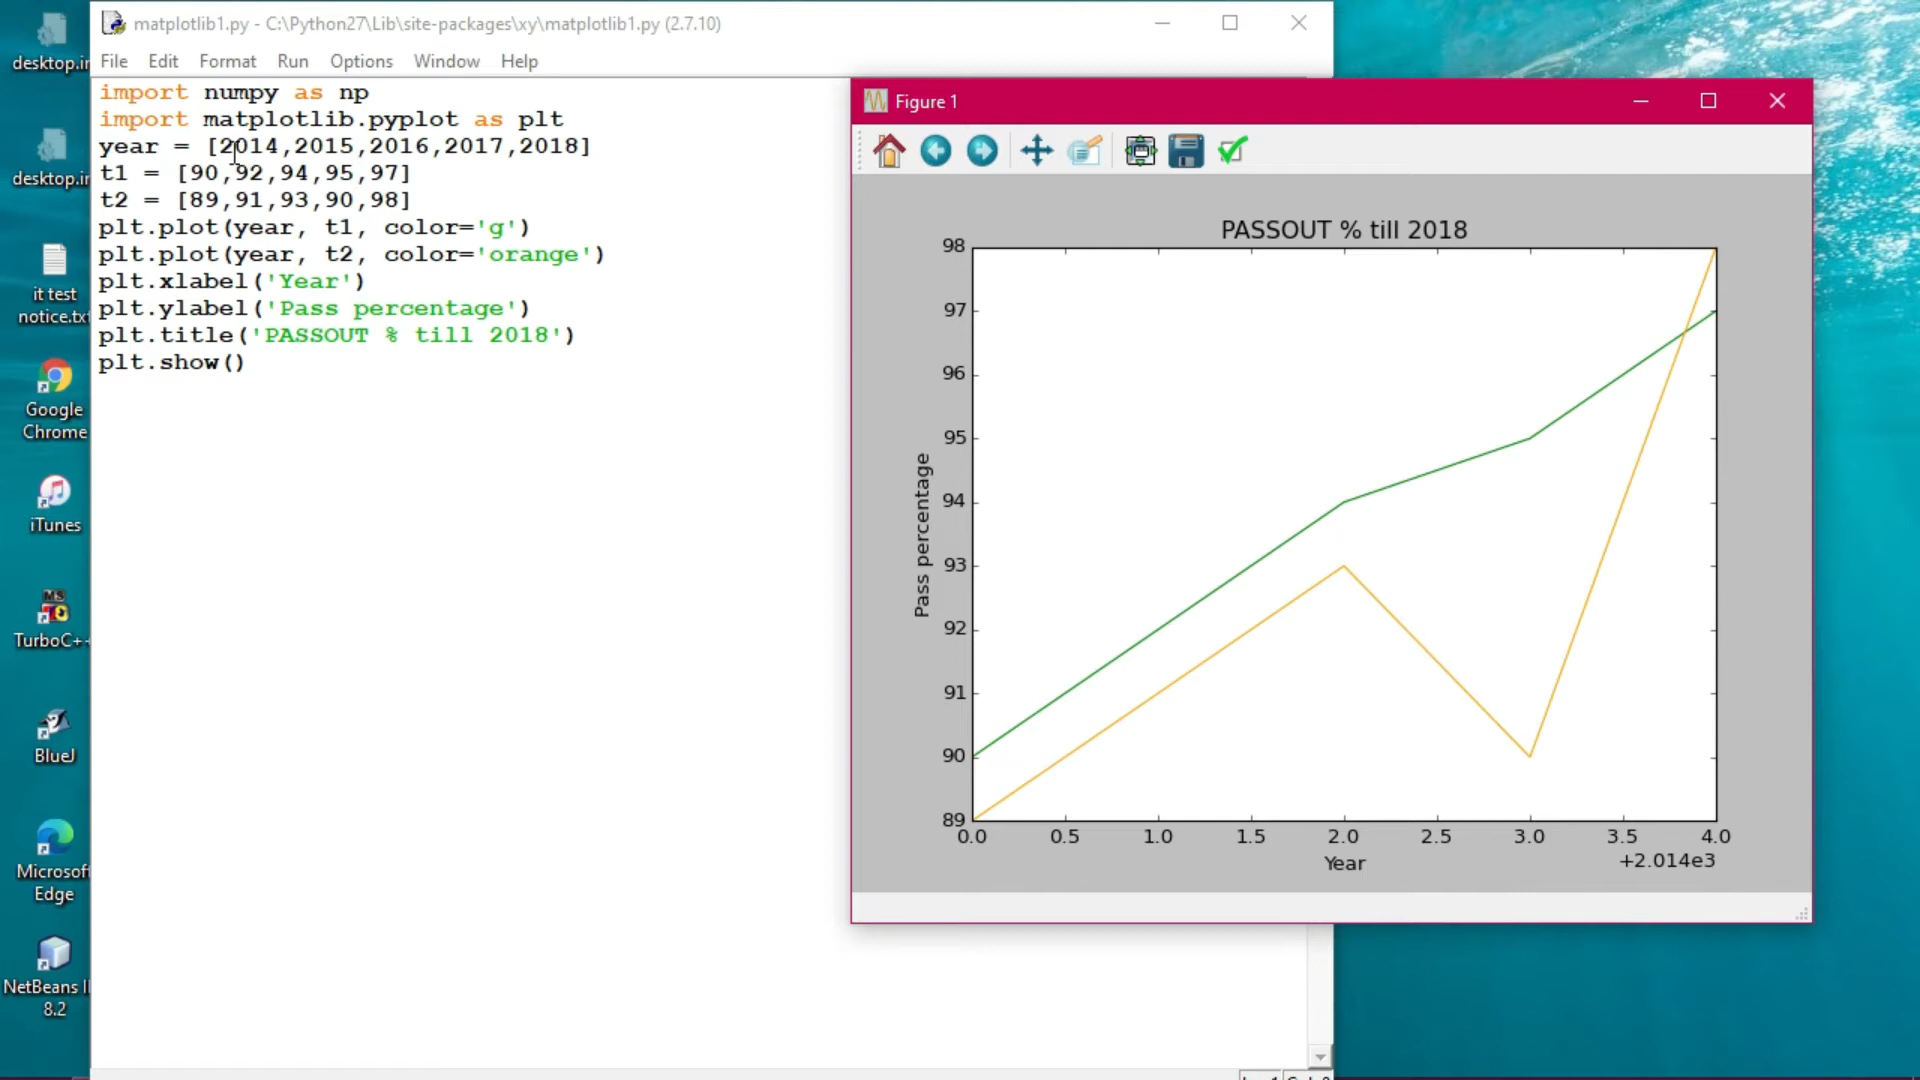 desktop.in
desktop.in
it test
notice.txt
Google
Chrome
iTunes
MS
TurboC++
BlueJ
Microsoft
Edge
NetBeans I
8.2
matplotlib1.py - C:\Python27\Lib\site-packages\xy\matplotlib1.py (2.7.10)
File Edit Format Run Options Window Help
import numpy as np
import matplotlib.pyplot as plt
year = [2014,2015,2016,2017,2018]
t1 = [90,92,94,95,97]
t2 = [89,91,93,90,98]
plt.plot(year, t1, color='g')
plt.plot(year, t2, color='orange')
plt.xlabel('Year')
plt.ylabel('Pass percentage')
plt.title('PASSOUT % till 2018')
plt.show()
Figure 1
PASSOUT % till 2018
98
97
96
95
94
93
92
91
90
89
Pass percentage
0.0 0.5 1.0 1.5 2.0 2.5 3.0 3.5 4.0
Year
+2.014e3